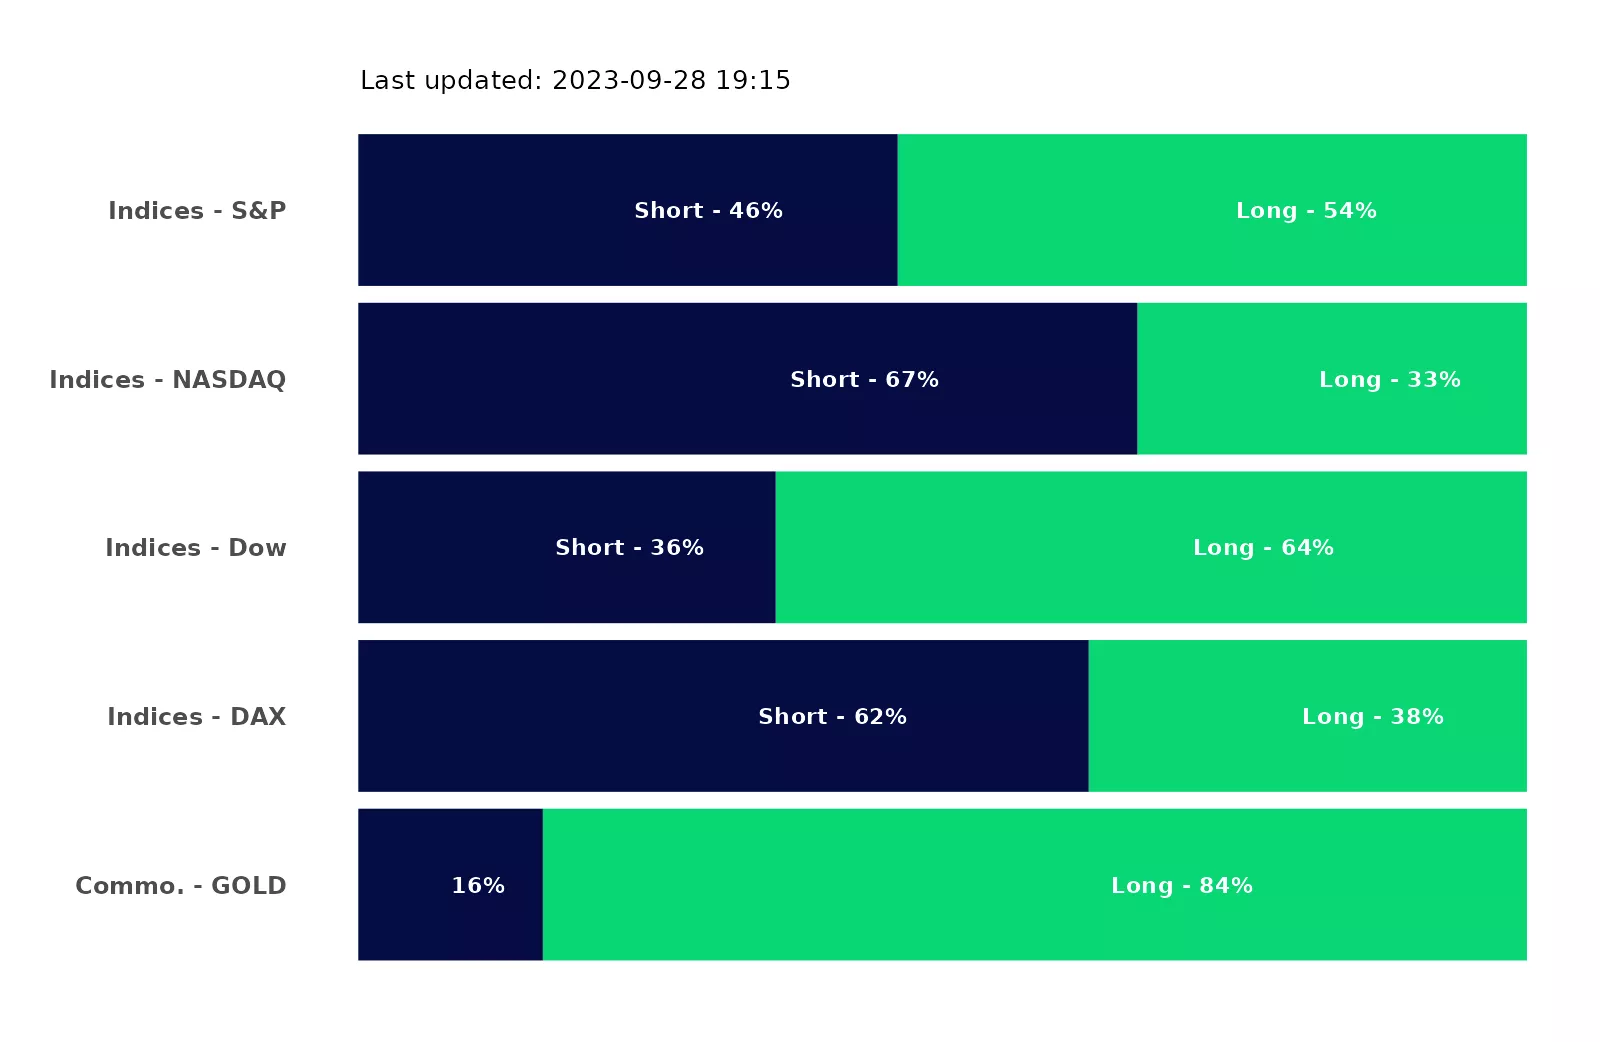 Last updated: 2023-09-28 19:15
Indices - S&P Short - 46% Long - 54%
Indices - NASDAQ Short - 67% Long - 33%
Indices - Dow Short - 36% Long - 64%
Indices - DAX Short - 62% Long - 38%
Commo. - GOLD 16% Long - 84%